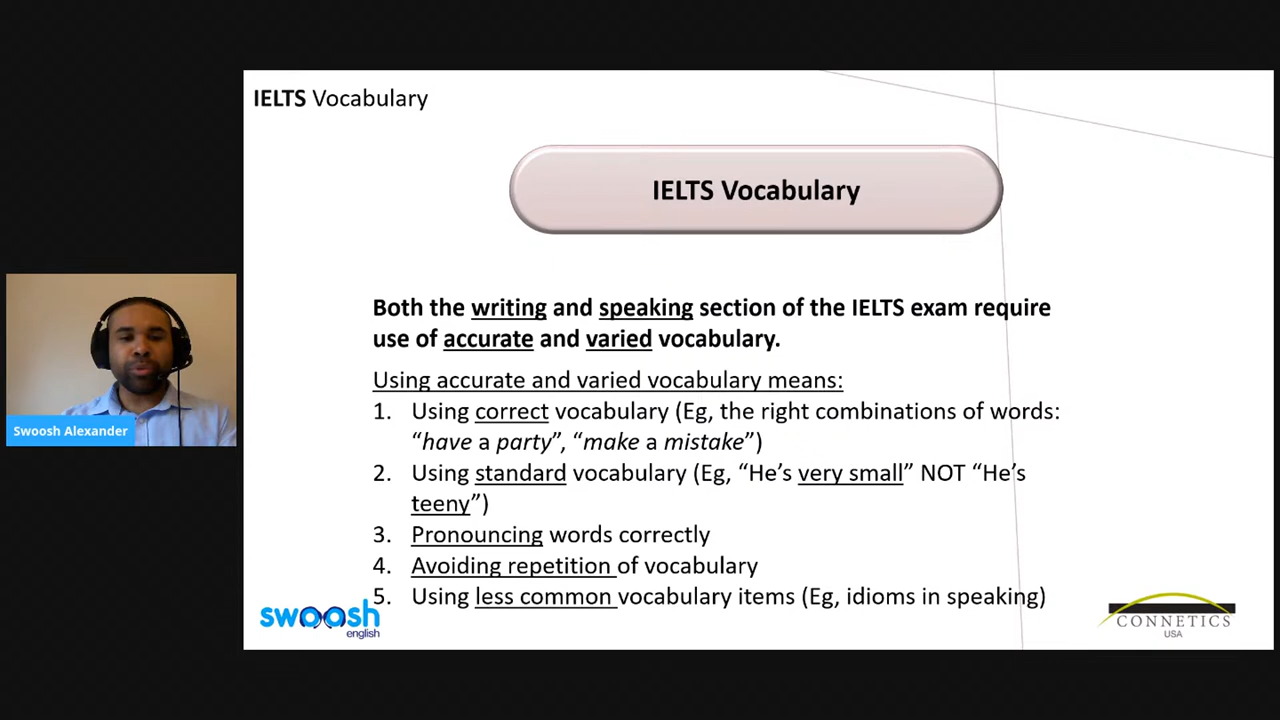 IELTS Vocabulary
IELTS Vocabulary
Both the writing and speaking section of the IELTS exam require
use of accurate and varied vocabulary.
Using accurate and varied vocabulary means:
1. Using correct vocabulary (Eg, the right combinations of words:
“have a party”, “make a mistake”)
2. Using standard vocabulary (Eg, “He’s very small” NOT “He’s
teeny”)
3. Pronouncing words correctly
4. Avoiding repetition of vocabulary
5. Using less common vocabulary items (Eg, idioms in speaking)
Swoosh Alexander
swoosh
english
CONNETICS
USA